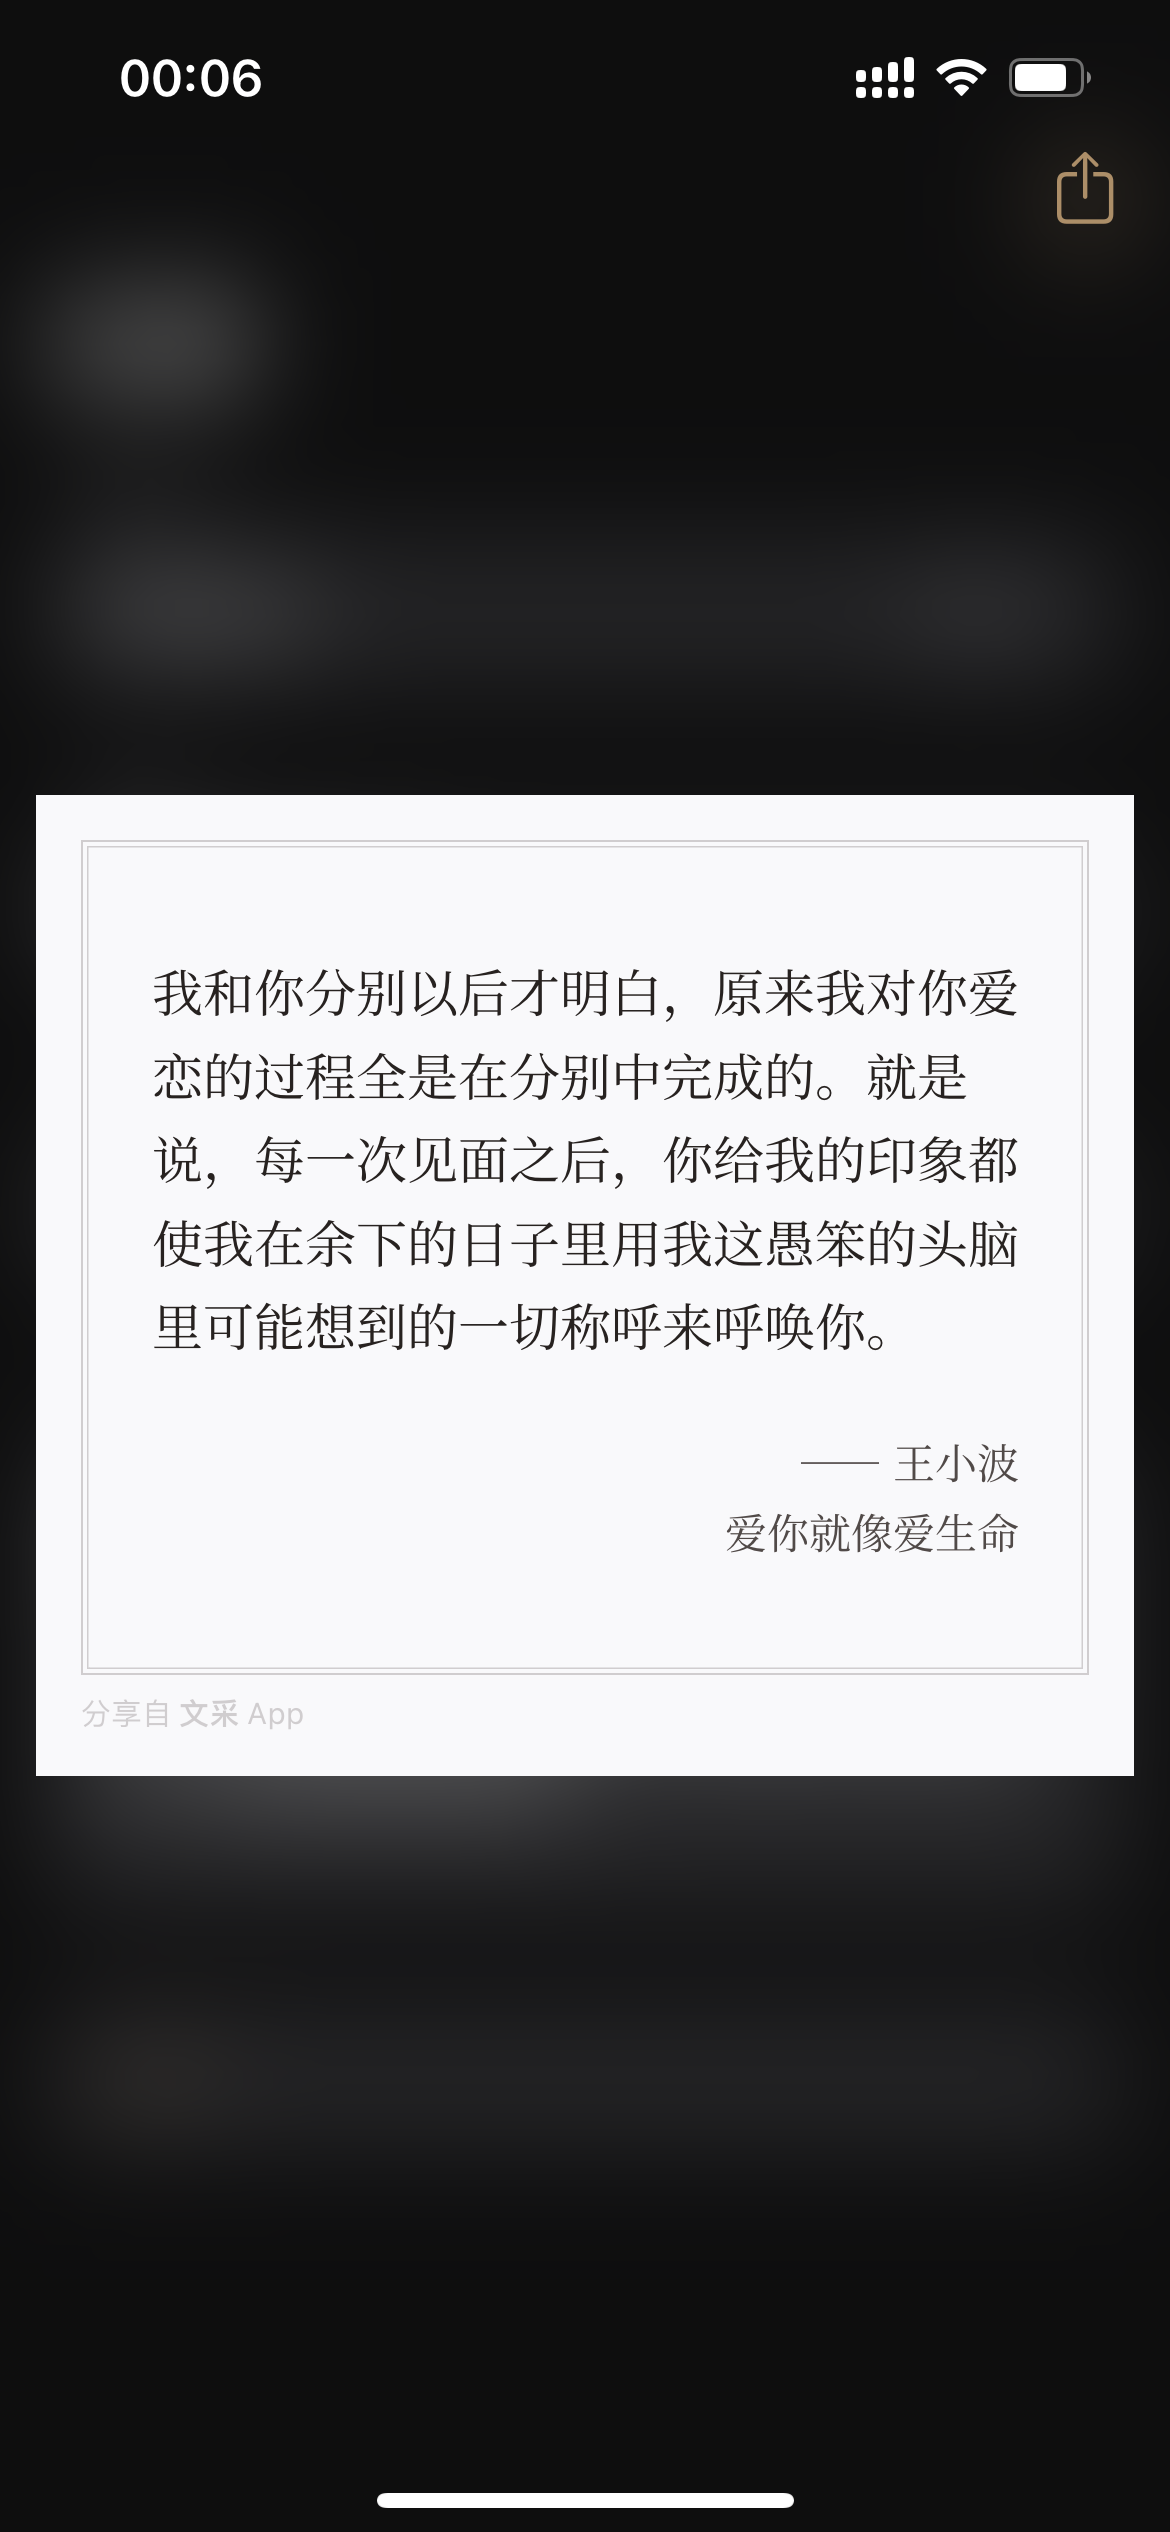 00:06
我和你分别以后才明白，原来我对你爱
恋的过程全是在分别中完成的。就是
说，每一次见面之后，你给我的印象都
使我在余下的日子里用我这愚笨的头脑
里可能想到的一切称呼来呼唤你。
—— 王小波
爱你就像爱生命
分享自 文采 App